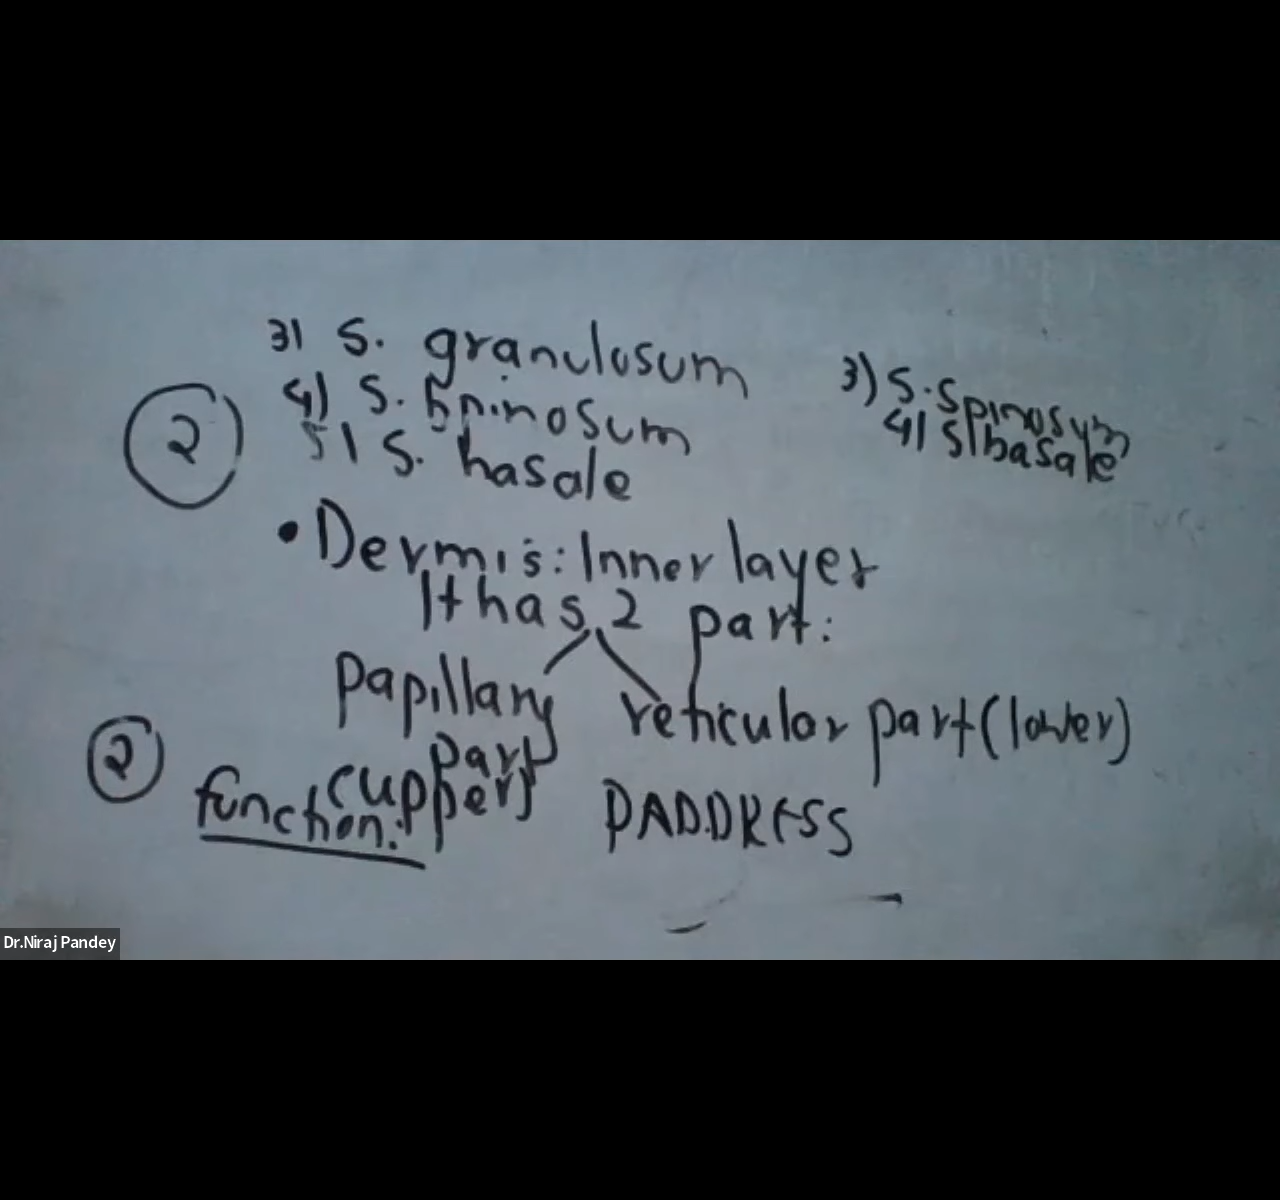 3) S. granulosum
4) S. spinosum
5) S. basale
3) S. Spinosum
4) S. basale
2
• Dermis: Inner layer
It has 2 part:
papillary part (upper)
reticular part (lower)
2
function:
PADDRESS
Dr.Niraj Pandey